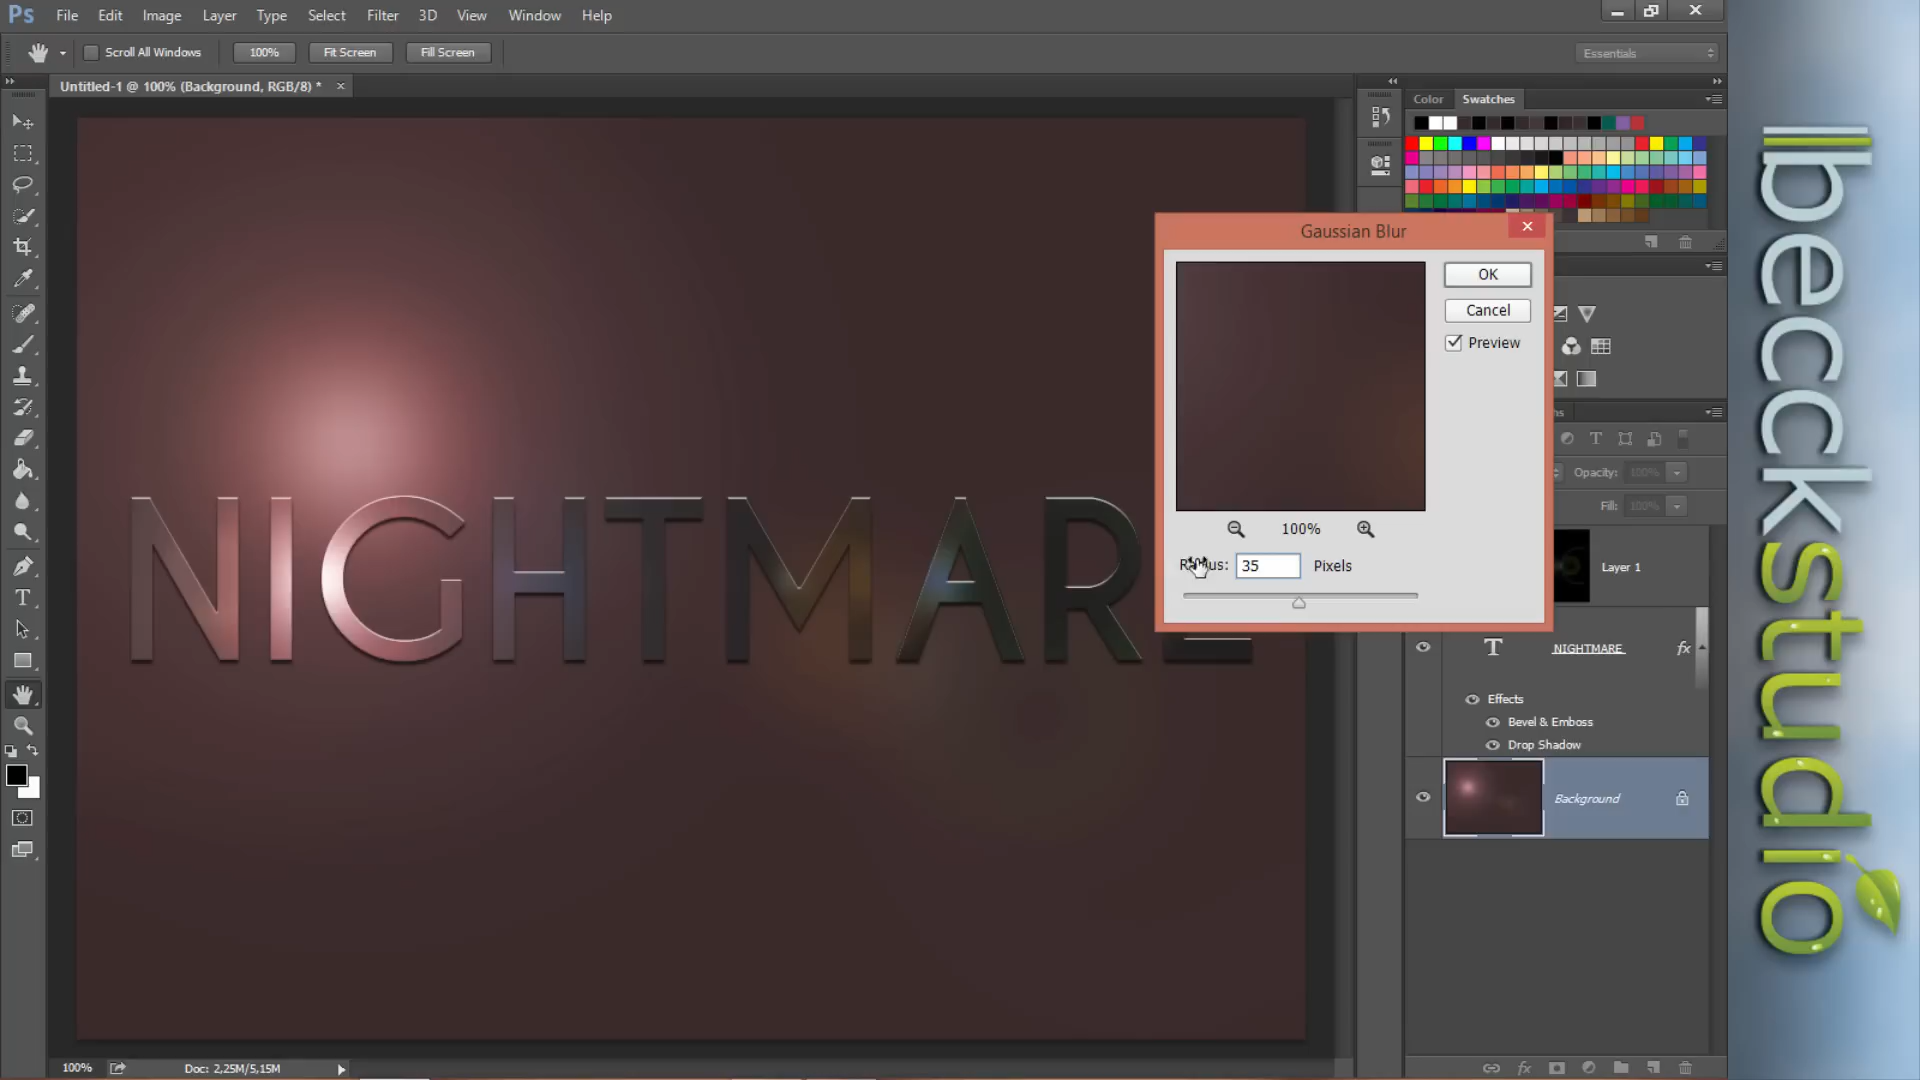 Ps File Edit Image Layer Type Select Filter 3D View Window Help
Scroll All Windows 100% Fit Screen Fill Screen Essentials
Untitled-1 @ 100% (Background, RGB/8) *
Color Swatches
Gaussian Blur
OK
Cancel
Preview
100%
Radius: 35 Pixels
Opacity: 100%
Fill: 100%
Layer 1
NIGHTMARE
T NIGHTMARE fx
Effects
Bevel & Emboss
Drop Shadow
Background
100% Doc: 2,25M/5,15M
becckstudio